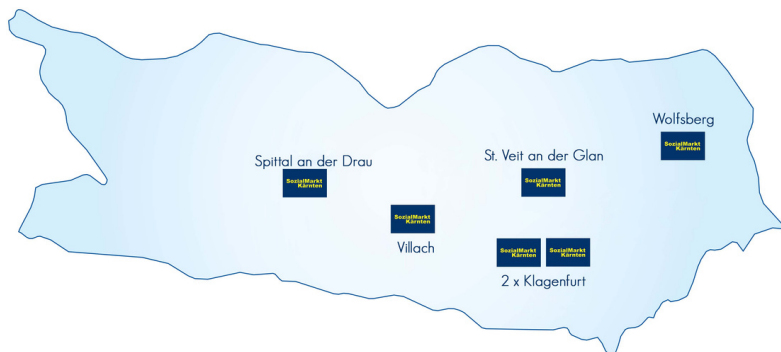 Wolfsberg
SozialMarkt
Kärnten
Spittal an der Drau
SozialMarkt
Kärnten
St. Veit an der Glan
SozialMarkt
Kärnten
SozialMarkt
Kärnten
Villach
SozialMarkt
Kärnten
SozialMarkt
Kärnten
2 x Klagenfurt